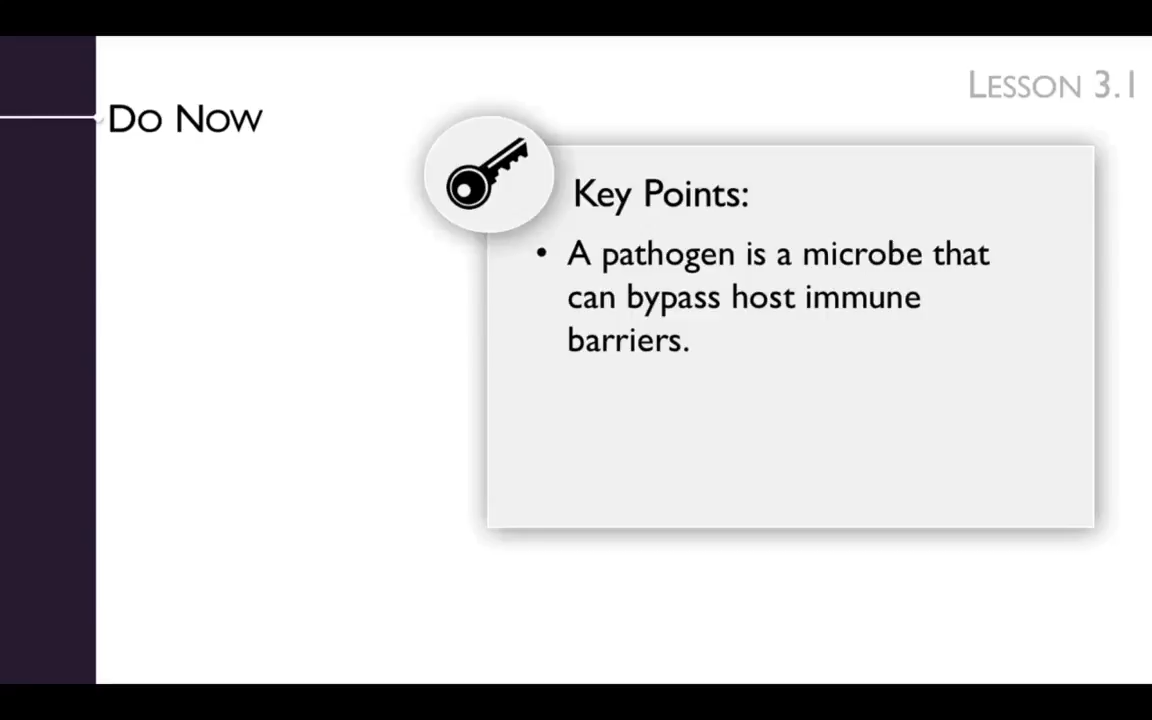 LESSON 3.1
DO NOW
Key Points:
• A pathogen is a microbe that
can bypass host immune
barriers.